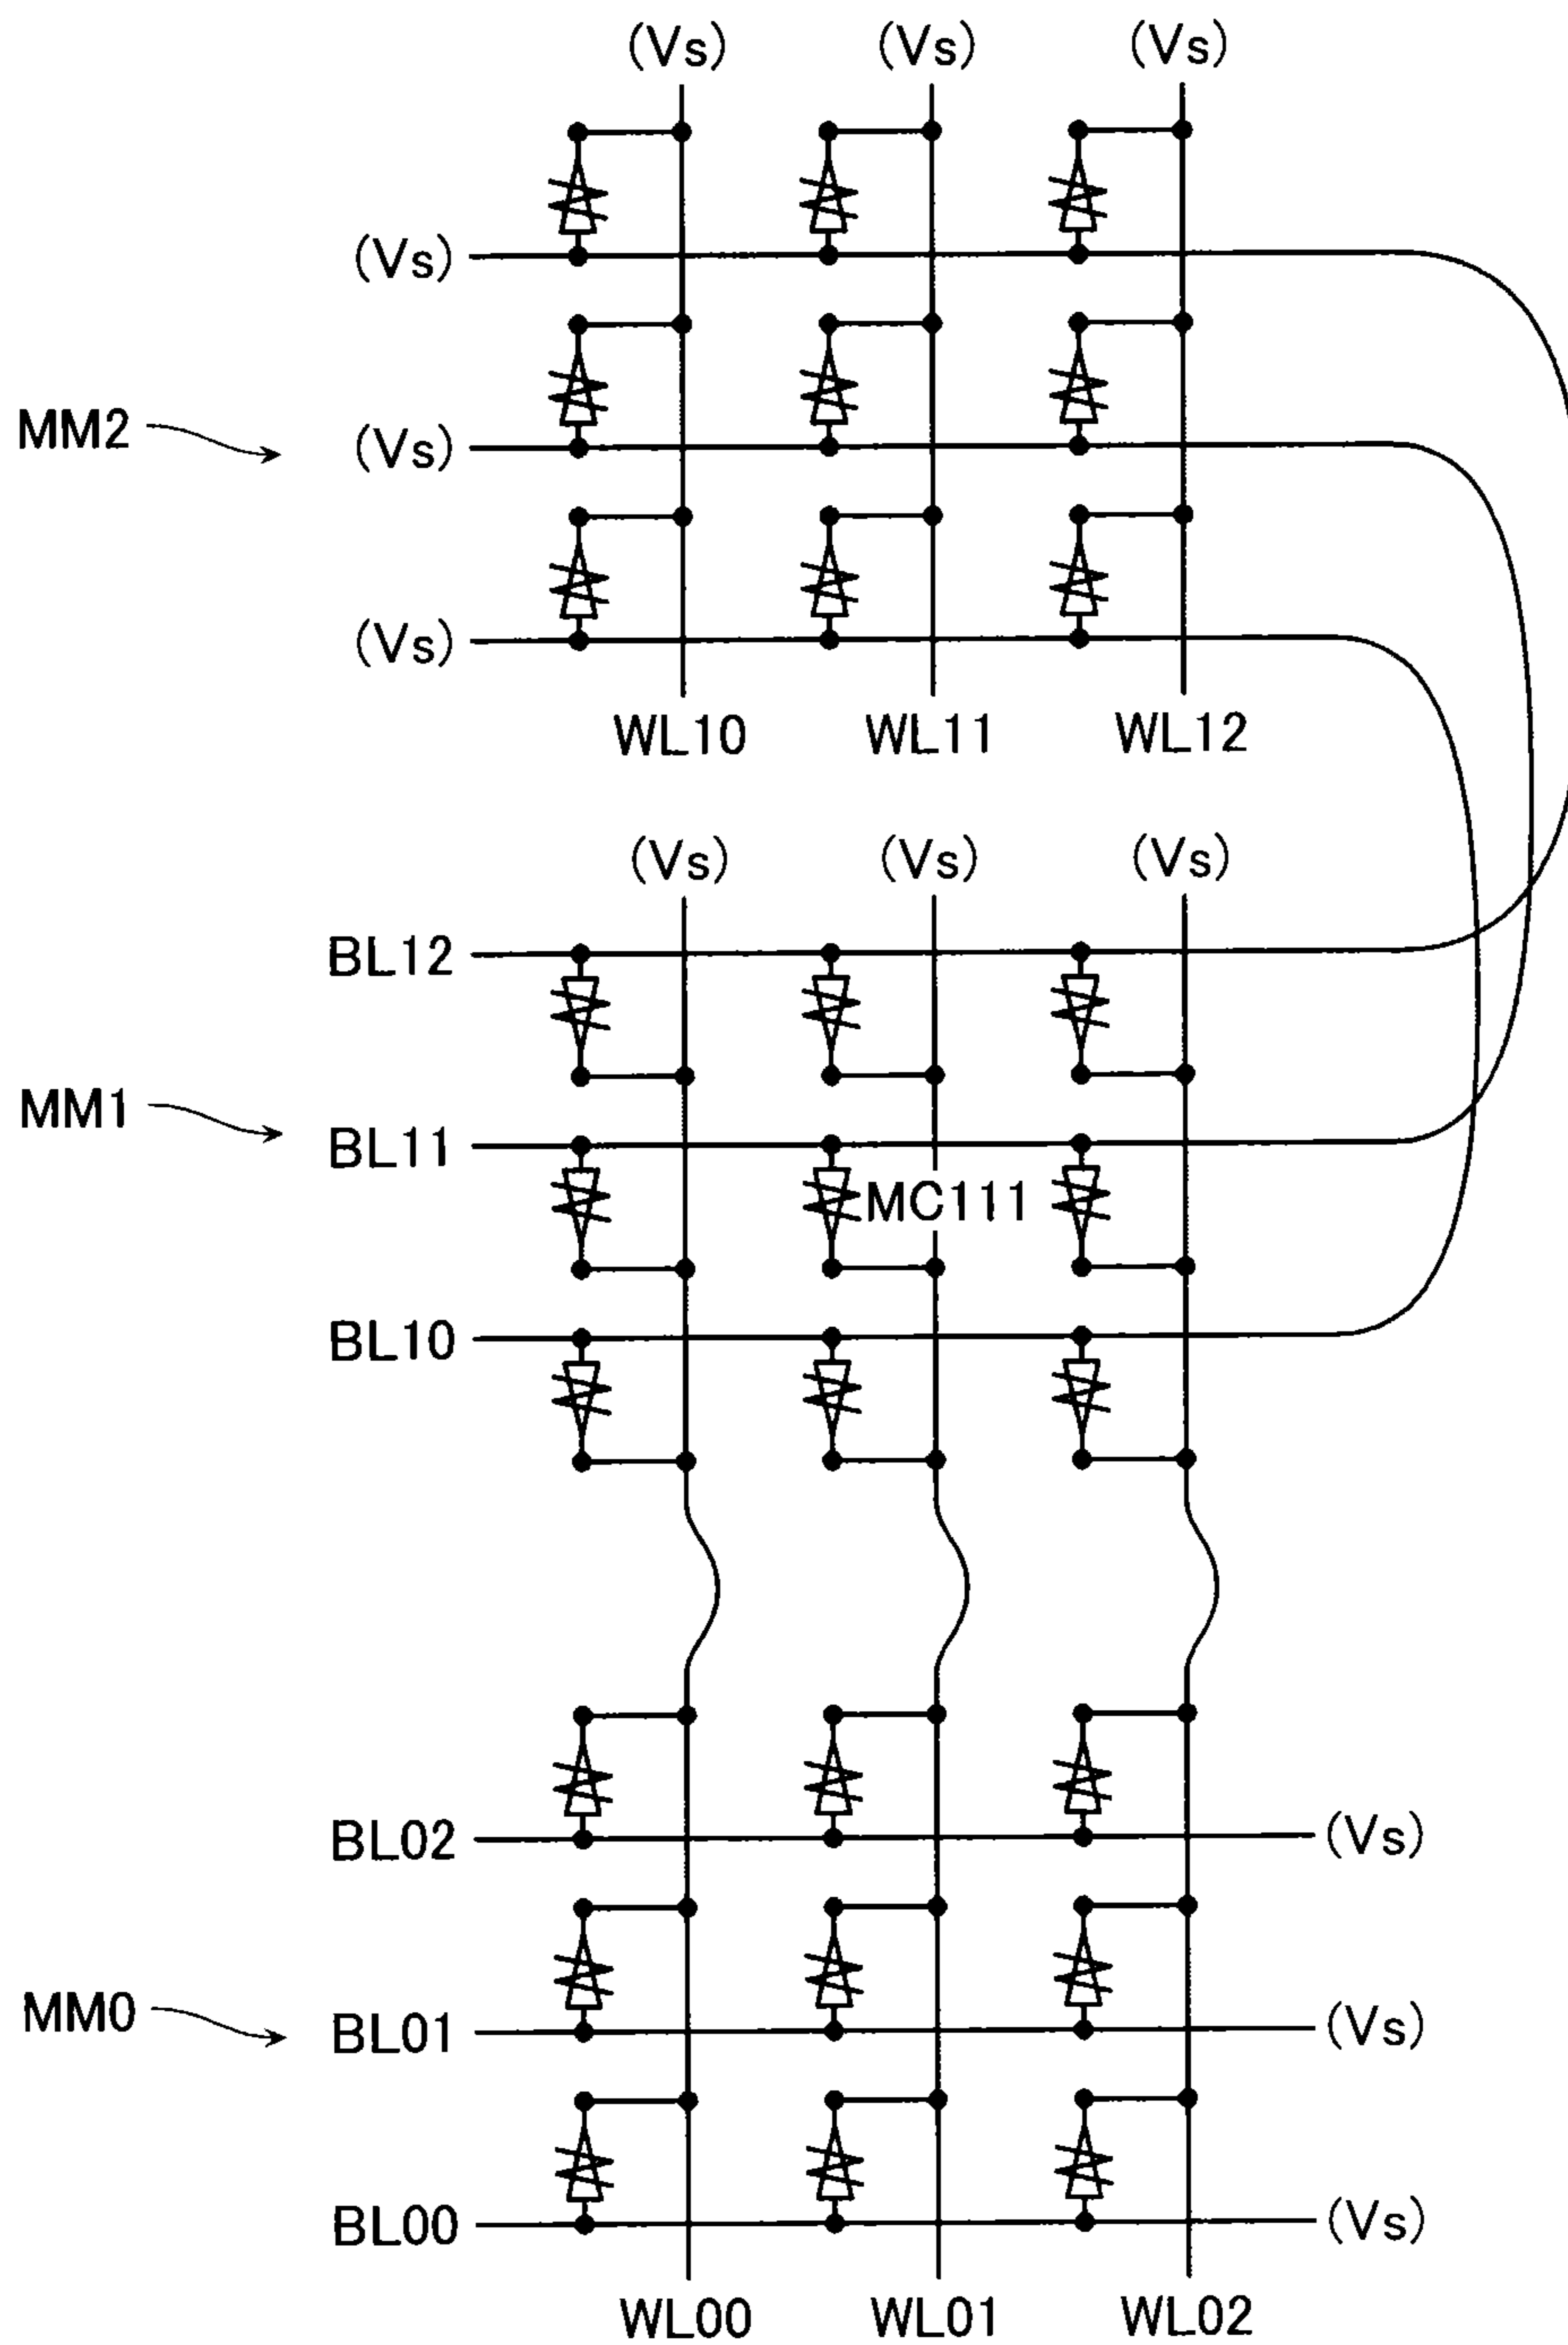 (Vs) (Vs) (Vs)
(Vs)
MM2 (Vs)
(Vs)
WL10 WL11 WL12
(Vs) (Vs) (Vs)
BL12
MM1 BL11
MC111
BL10
BL02 (Vs)
MM0 BL01 (Vs)
BL00 (Vs)
WL00 WL01 WL02